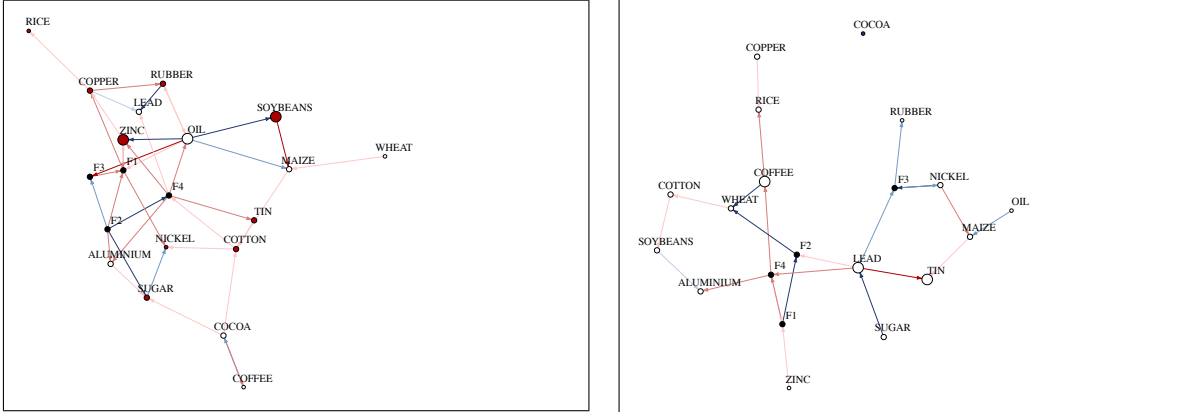 RICE
COPPER
RUBBER
LEAD
SOYBEANS
ZINC
OIL
MAIZE
WHEAT
F3
F1
F4
F2
TIN
NICKEL
COTTON
ALUMINIUM
SUGAR
COCOA
COFFEE
COCOA
COPPER
RICE
RUBBER
COFFEE
F3
NICKEL
COTTON
WHEAT
OIL
MAIZE
SOYBEANS
F2
LEAD
F4
TIN
ALUMINIUM
F1
SUGAR
ZINC